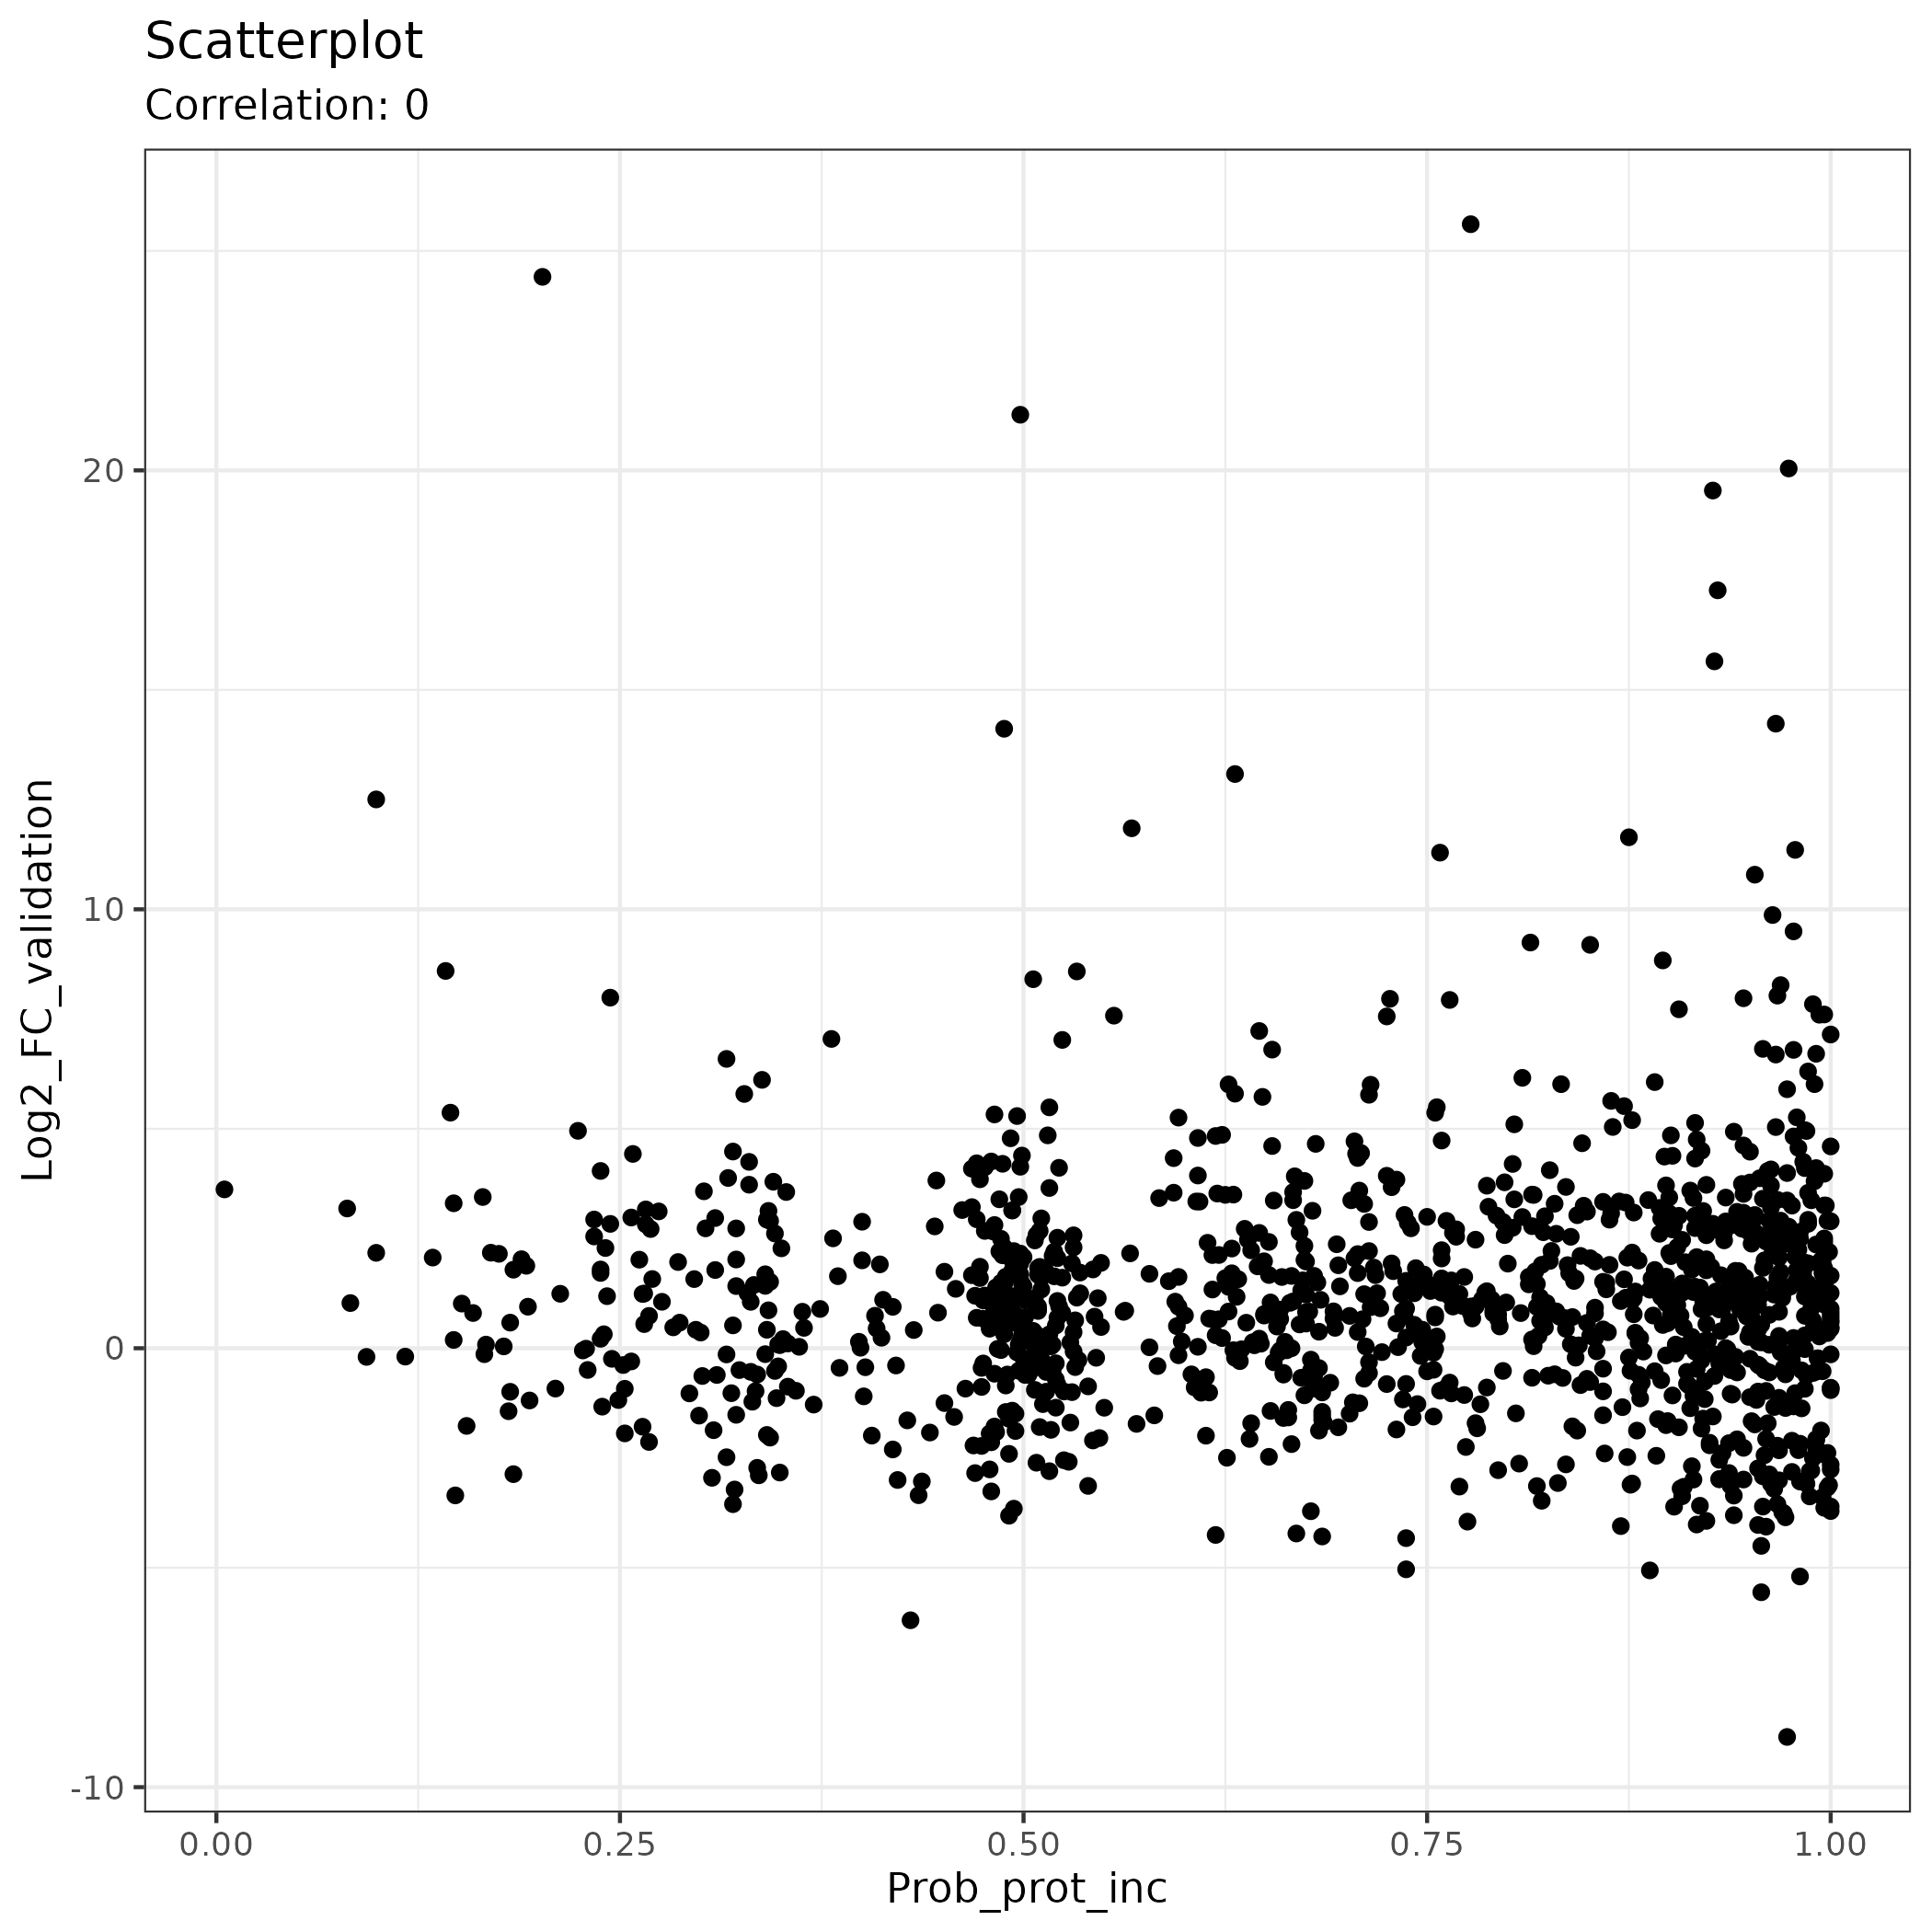 Scatterplot
Correlation: 0
Log2_FC_validation
20
10
0
-10
0.00 0.25 0.50 0.75 1.00
Prob_prot_inc